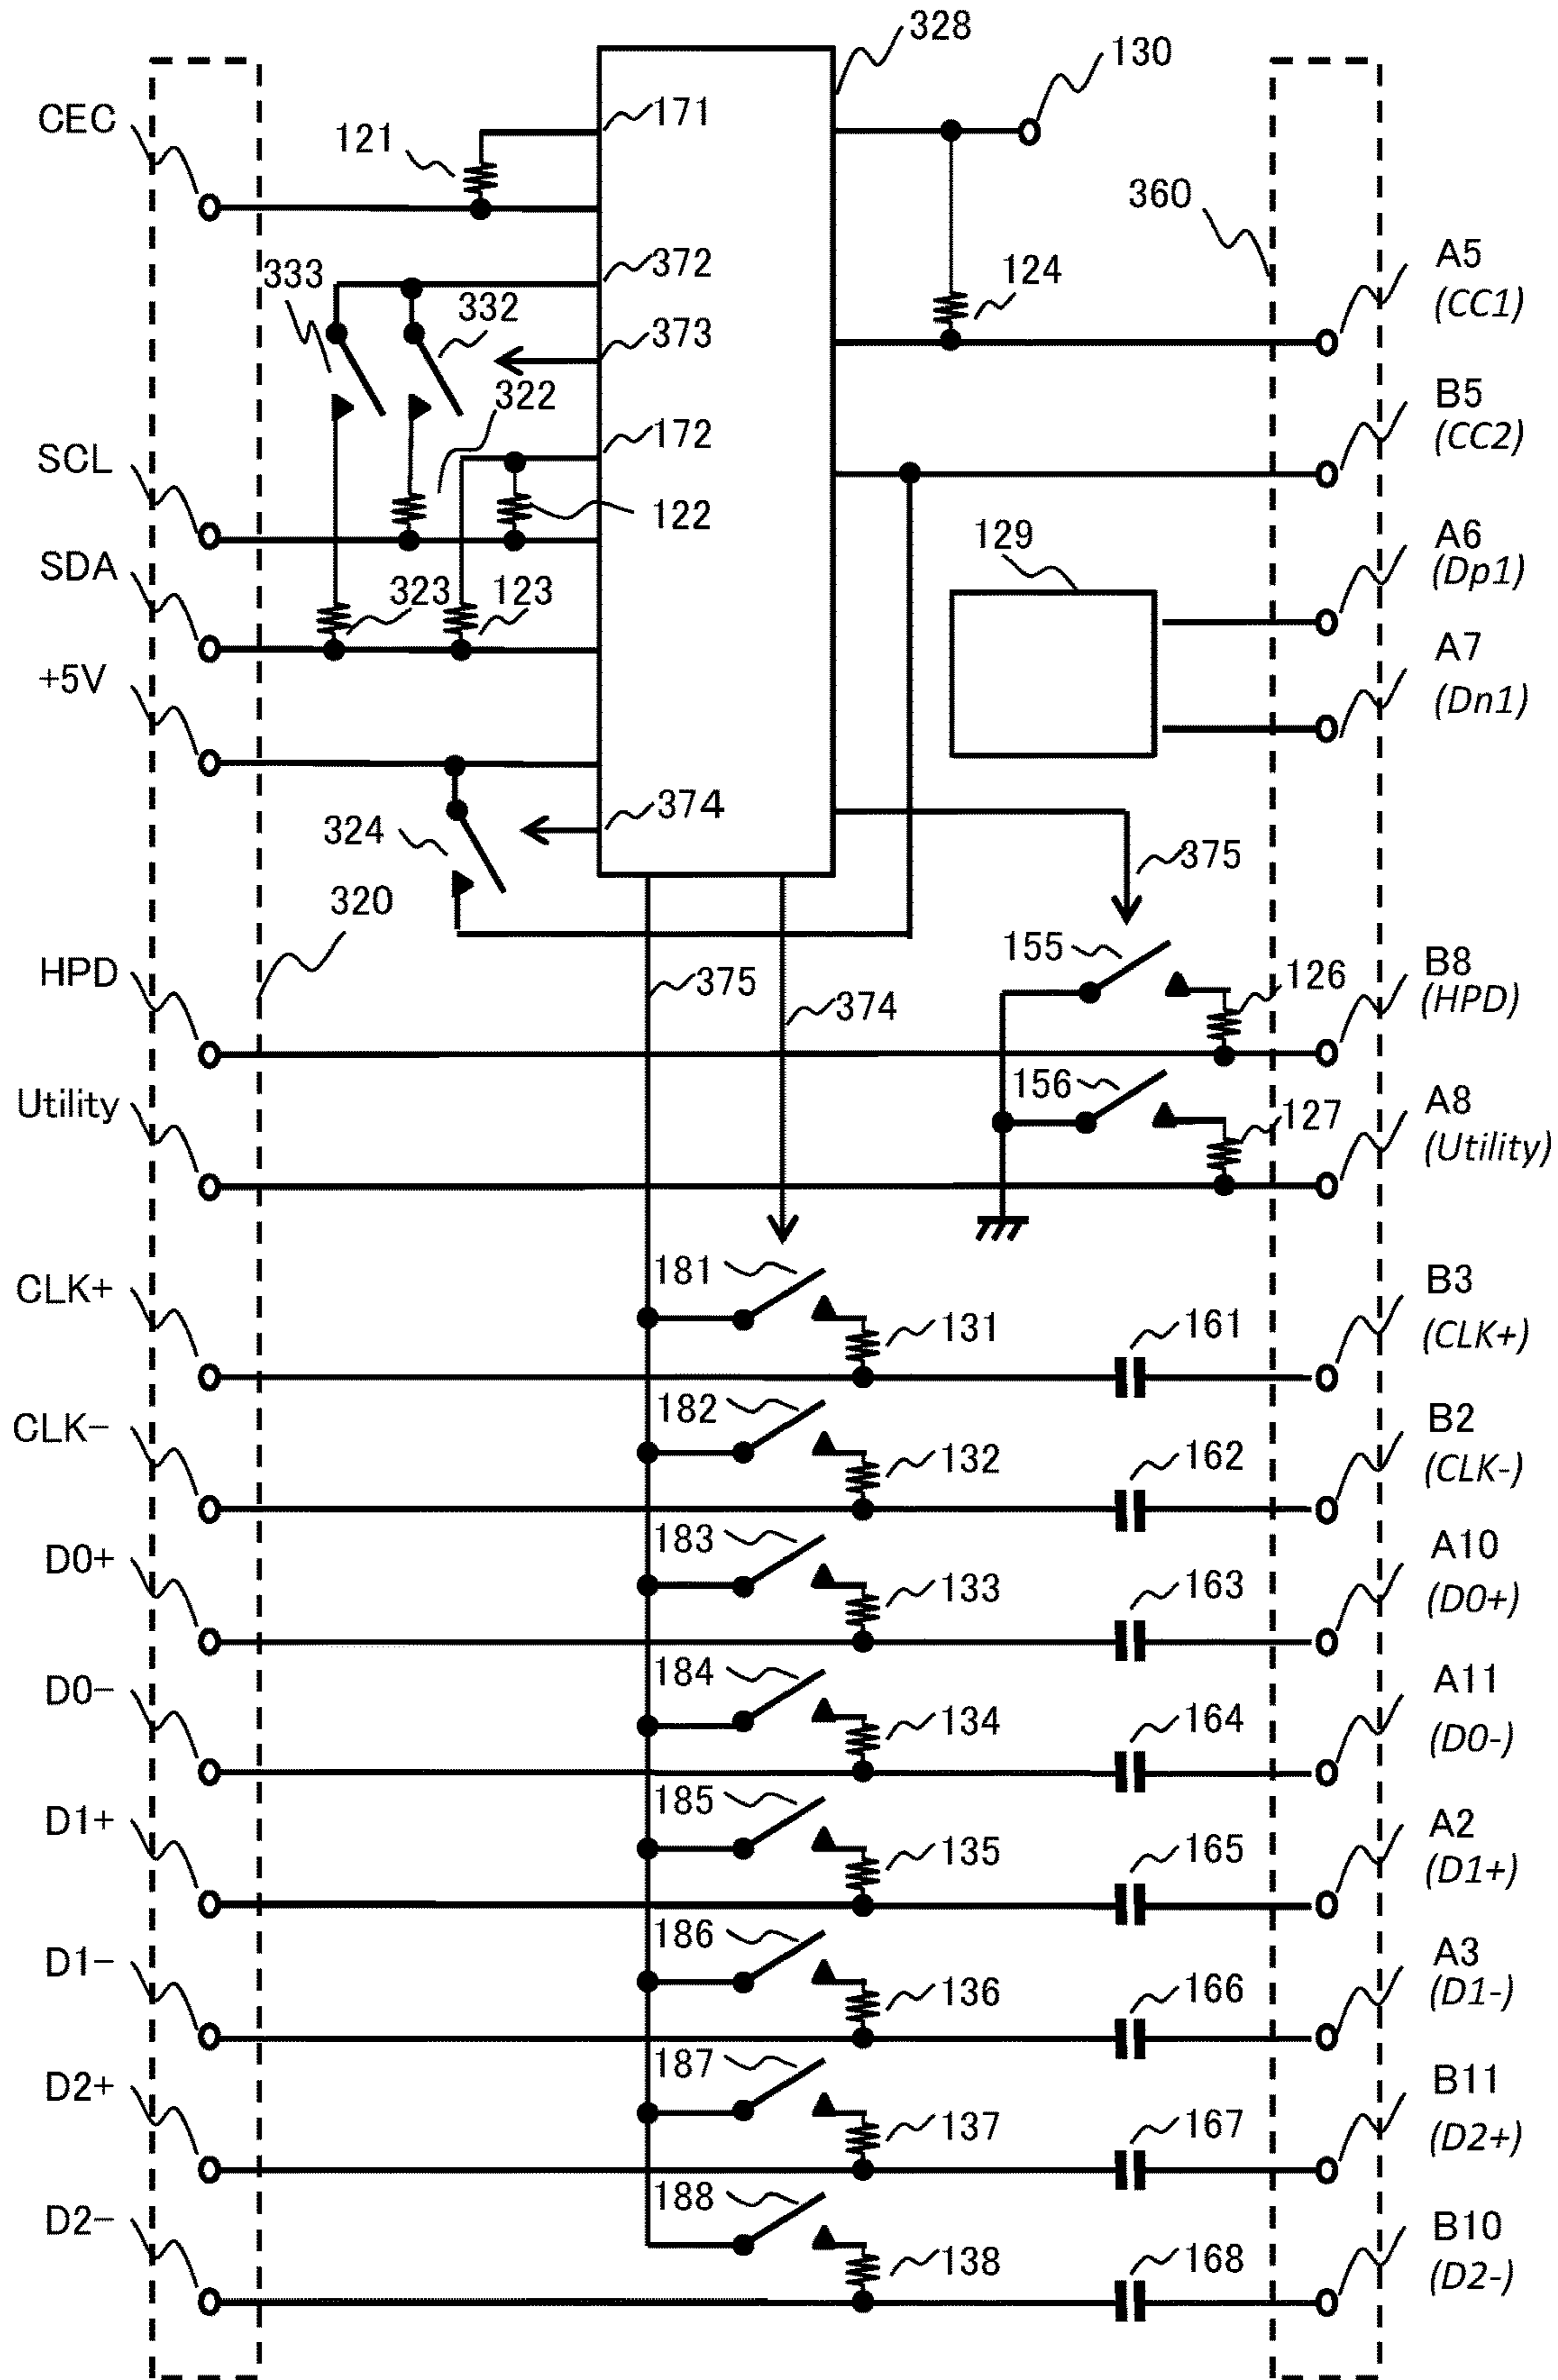 328
130
CEC
171
121
360
372
A5
(CC1)
333
332
124
373
322
B5
(CC2)
172
SCL
122
129
A6
(Dp1)
SDA
323
123
A7
(Dn1)
+5V
374
324
375
320
155
HPD
375
374
126
B8
(HPD)
156
Utility
127
A8
(Utility)
181
CLK+
131
161
B3
(CLK+)
182
CLK-
132
162
B2
(CLK-)
183
D0+
133
163
A10
(D0+)
184
D0-
134
164
A11
(D0-)
185
D1+
135
165
A2
(D1+)
186
D1-
136
166
A3
(D1-)
187
D2+
137
167
B11
(D2+)
188
D2-
138
168
B10
(D2-)